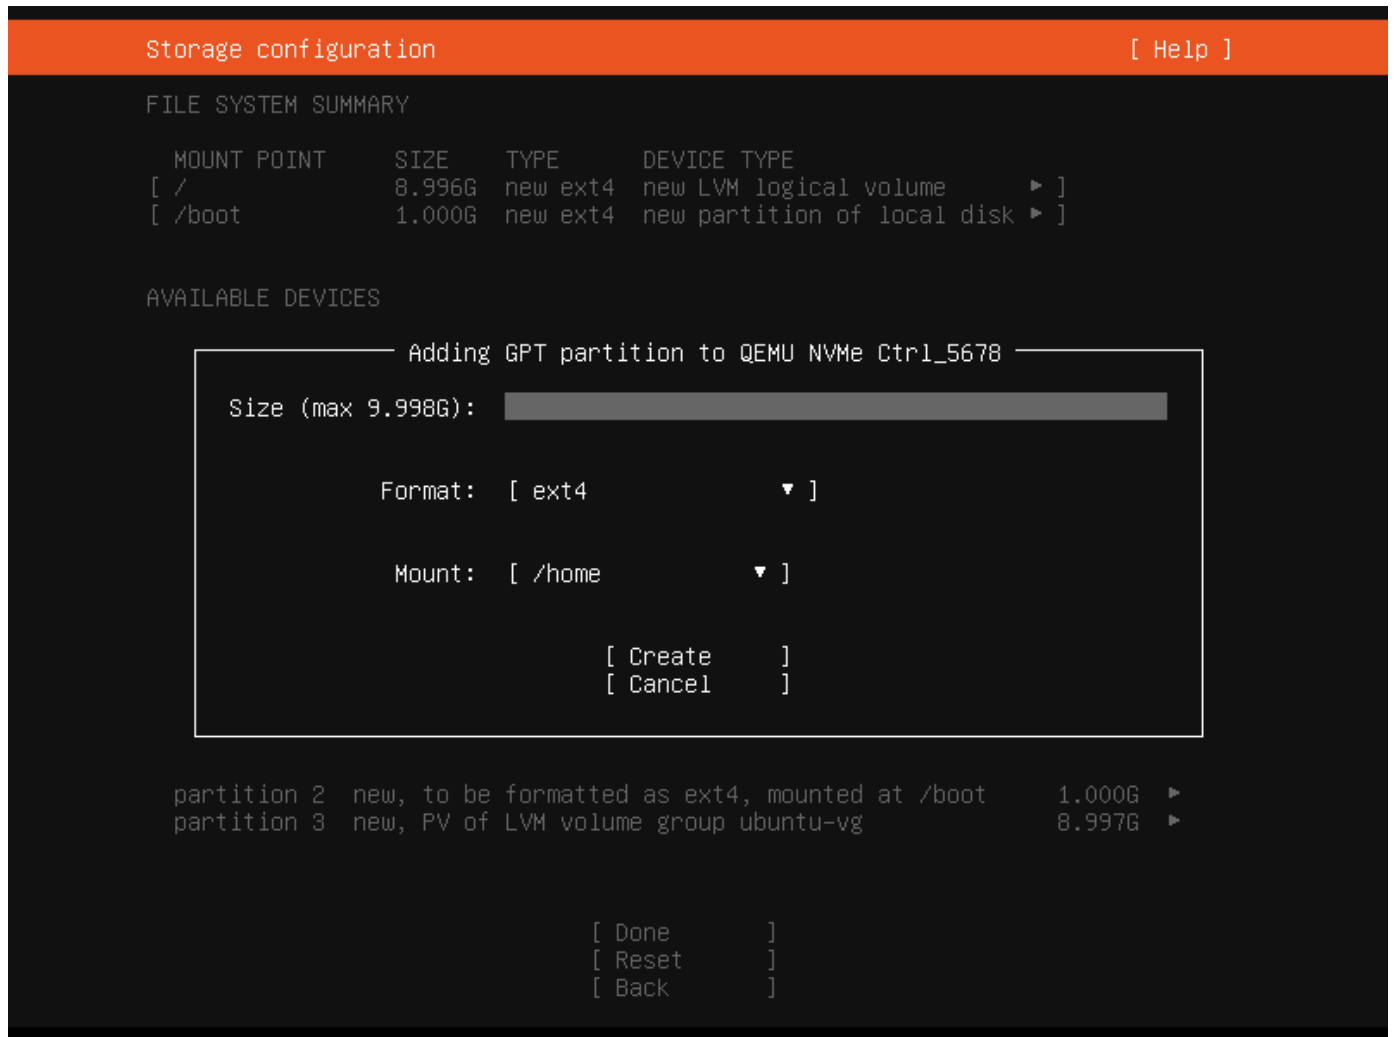 Storage configuration [ Help ]
FILE SYSTEM SUMMARY
MOUNT POINT SIZE TYPE DEVICE TYPE
[ / 8.996G new ext4 new LVM logical volume ▸ ]
[ /boot 1.000G new ext4 new partition of local disk ▸ ]
AVAILABLE DEVICES
Adding GPT partition to QEMU NVMe Ctrl_5678
Size (max 9.998G):
Format: [ ext4 ▾ ]
Mount: [ /home ▾ ]
[ Create ]
[ Cancel ]
partition 2 new, to be formatted as ext4, mounted at /boot 1.000G ▸
partition 3 new, PV of LVM volume group ubuntu-vg 8.997G ▸
[ Done ]
[ Reset ]
[ Back ]